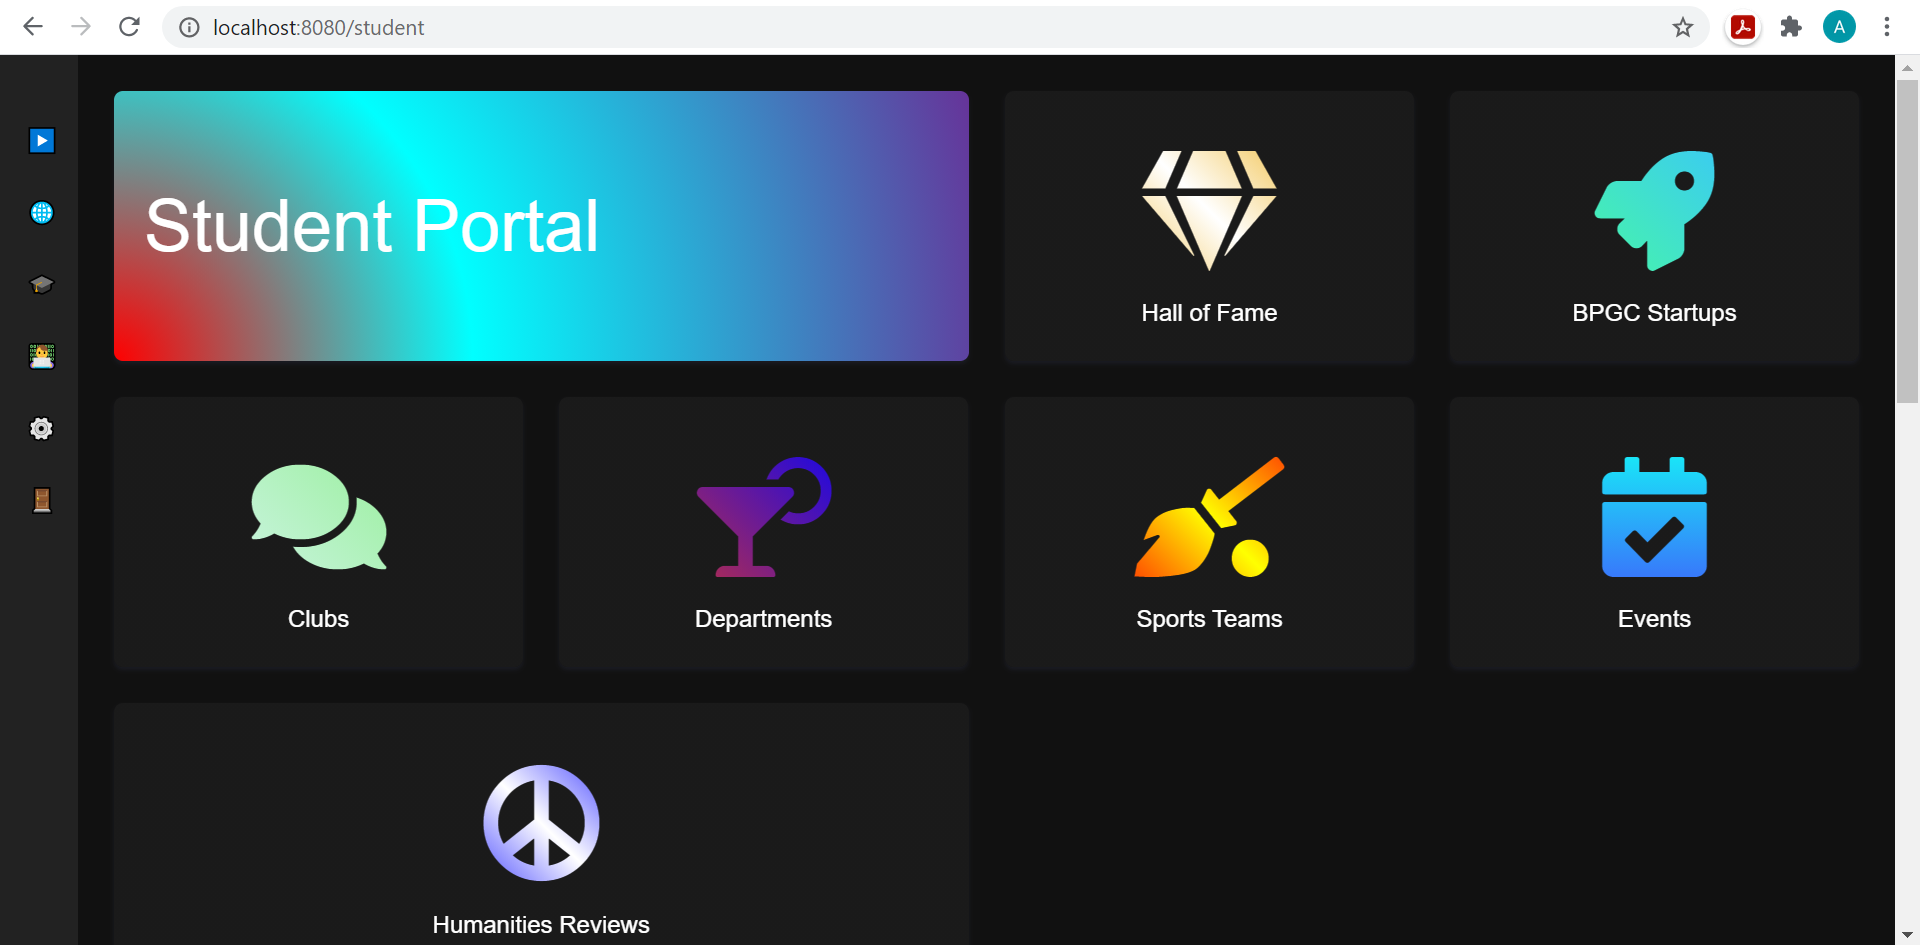 localhost:8080/student
A
Student Portal
Hall of Fame
BPGC Startups
Clubs
Departments
Sports Teams
Events
Humanities Reviews